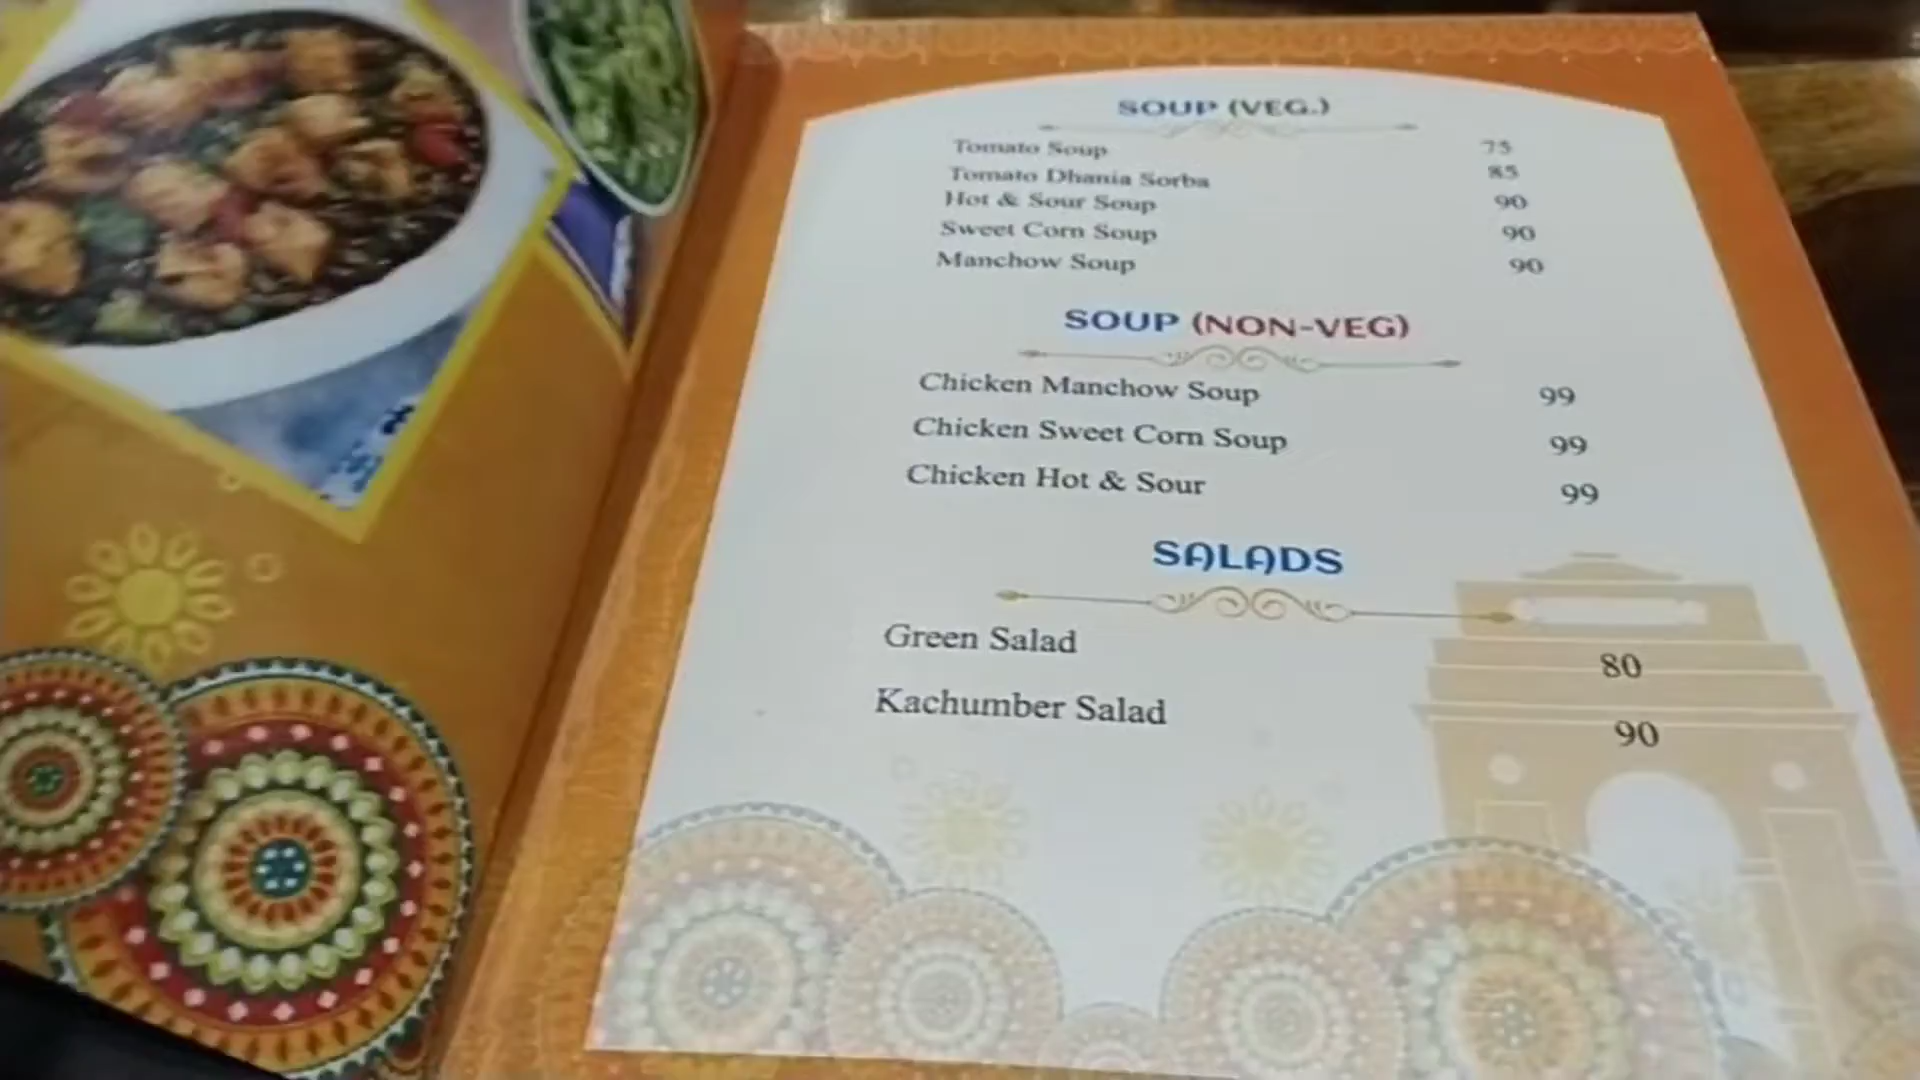 SOUP (VEG.)
Tomato Soup 75
Tomato Dhania Sorba 85
Hot & Sour Soup 90
Sweet Corn Soup 90
Manchow Soup 90
SOUP (NON-VEG)
Chicken Manchow Soup 99
Chicken Sweet Corn Soup 99
Chicken Hot & Sour 99
SALADS
Green Salad 80
Kachumber Salad 90